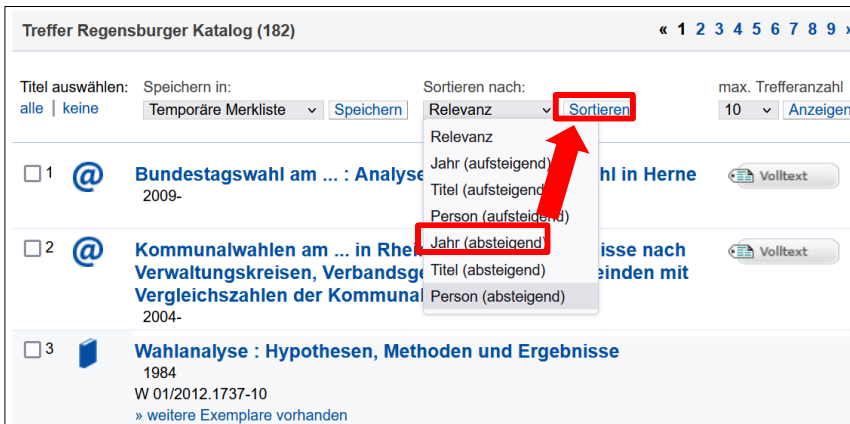 Treffer Regensburger Katalog (182)
« 1 2 3 4 5 6 7 8 9
Titel auswählen: Speichern in: Sortieren nach: max. Trefferanzahl
alle | keine Temporäre Merkliste Speichern Relevanz Sortieren 10 Anzeigen
Relevanz
Jahr (aufsteigend)
Titel (aufsteigend)
Person (aufsteigend)
Jahr (absteigend)
Titel (absteigend)
Person (absteigend)
1 @ Bundestagswahl am ... : Analyse hl in Herne Volltext
2009-
2 @ Kommunalwahlen am ... in Rhei isse nach Volltext
Verwaltungskreisen, Verbandsge einden mit
Vergleichszahlen der Kommunal
2004-
3 Wahlanalyse : Hypothesen, Methoden und Ergebnisse
1984
W 01/2012.1737-10
» weitere Exemplare vorhanden